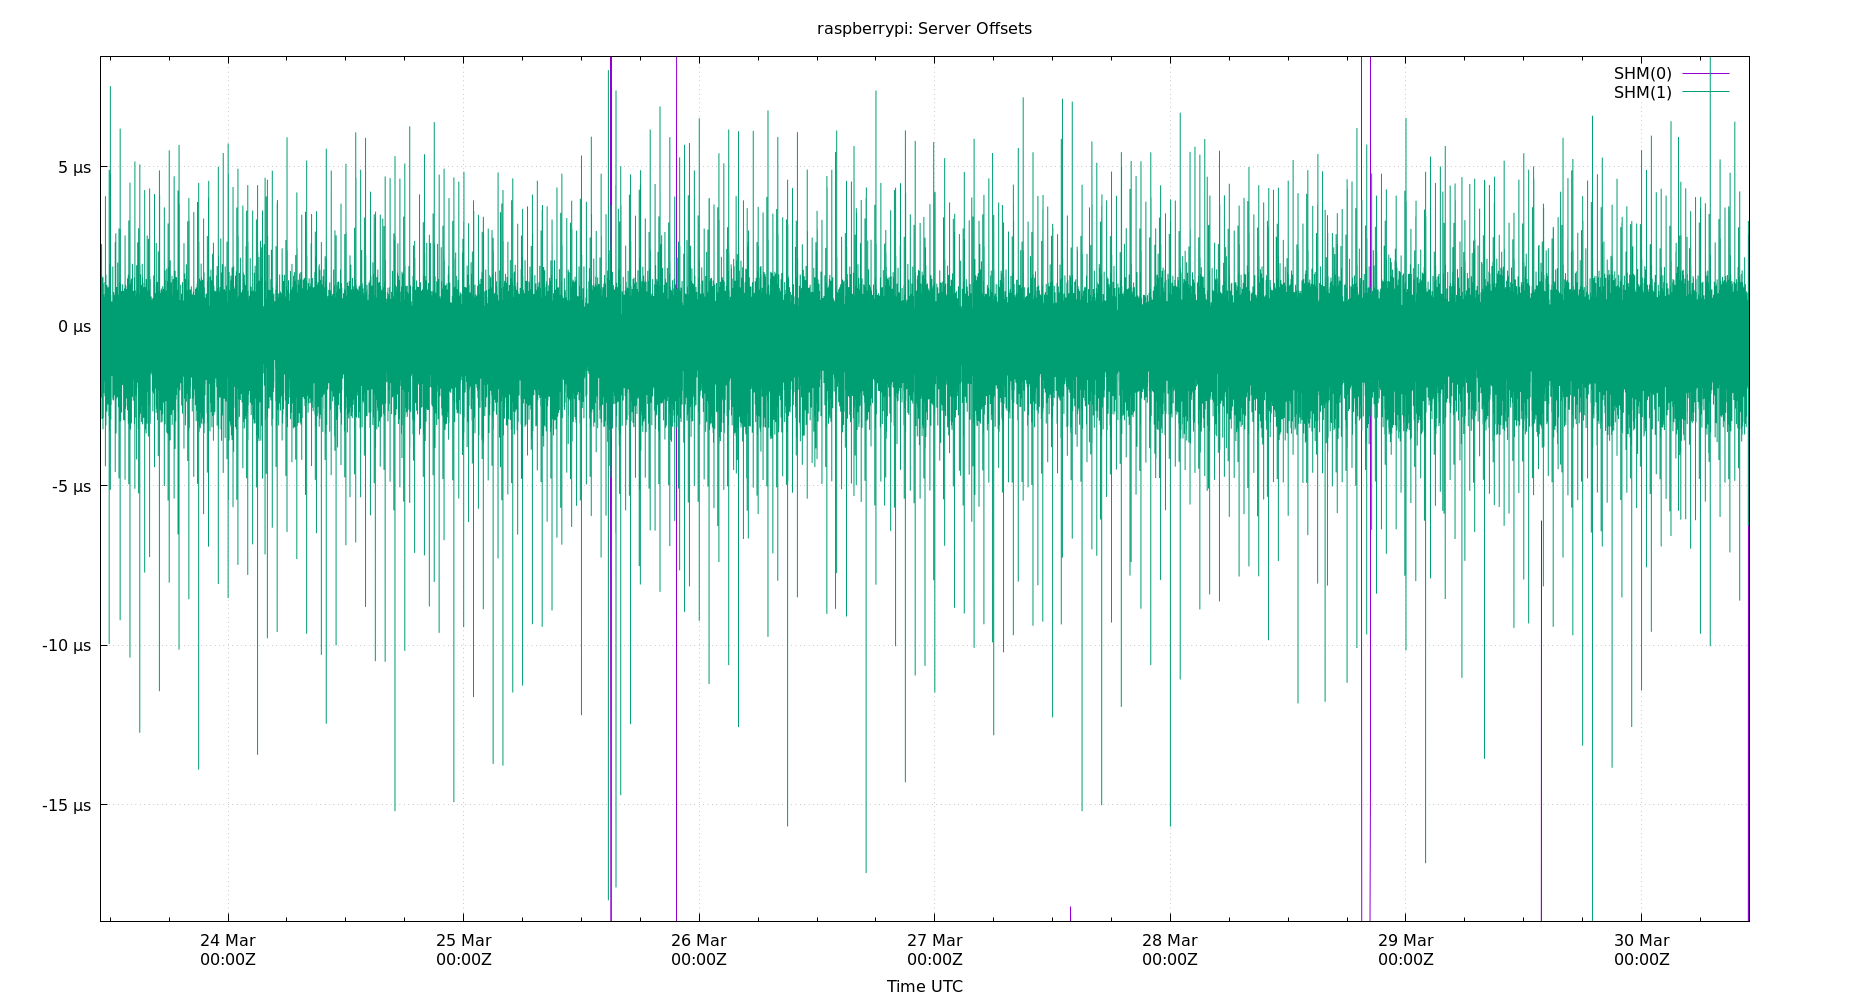 raspberrypi: Server Offsets
SHM(0)
SHM(1)
5 µs
0 µs
-5 µs
-10 µs
-15 µs
24 Mar
00:00Z
25 Mar
00:00Z
26 Mar
00:00Z
27 Mar
00:00Z
28 Mar
00:00Z
29 Mar
00:00Z
30 Mar
00:00Z
Time UTC